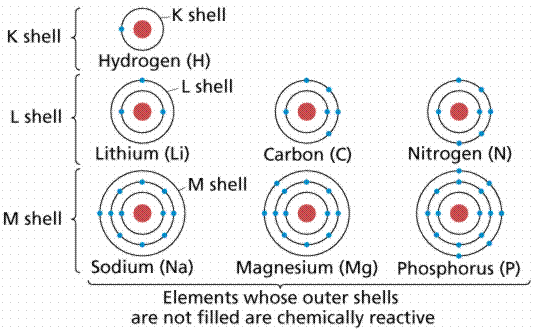 K shell
K shell
Hydrogen (H)
L shell
L shell
Lithium (Li)
Carbon (C)
Nitrogen (N)
M shell
M shell
Sodium (Na)
Magnesium (Mg)
Phosphorus (P)
Elements whose outer shells
are not filled are chemically reactive